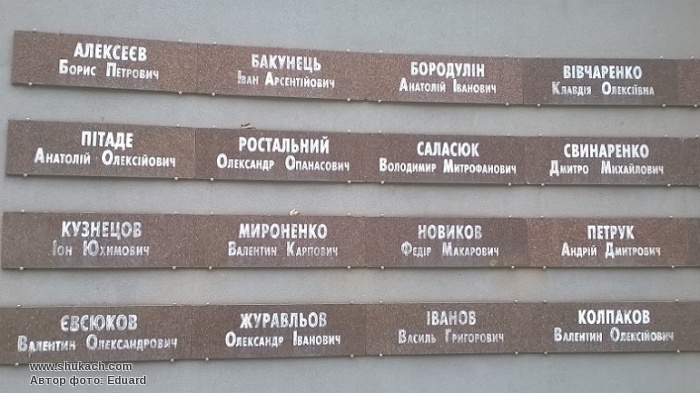 АЛЕКСЕЄВ
Борис Петрович
БАКУНЕЦЬ
Іван Арсентійович
БОРОДУЛІН
Анатолій Іванович
ВІВЧАРЕНКО
Клавдія Олексіївна
ПІТАДЕ
Анатолій Олексійович
РОСТАЛЬНИЙ
Олександр Опанасович
САЛАСЮК
Володимир Митрофанович
СВИНАРЕНКО
Дмитро Михайлович
КУЗНЕЦОВ
Іон Юхимович
МИРОНЕНКО
Валентин Карпович
НОВИКОВ
Федір Макарович
ПЕТРУК
Андрій Дмитрович
ЄВСЮКОВ
Валентин Олександрович
ЖУРАВЛЬОВ
Олександр Іванович
ІВАНОВ
Василь Григорович
КОЛПАКОВ
Валентин Олексійович
www.shukach.com
Автор фото: Eduard